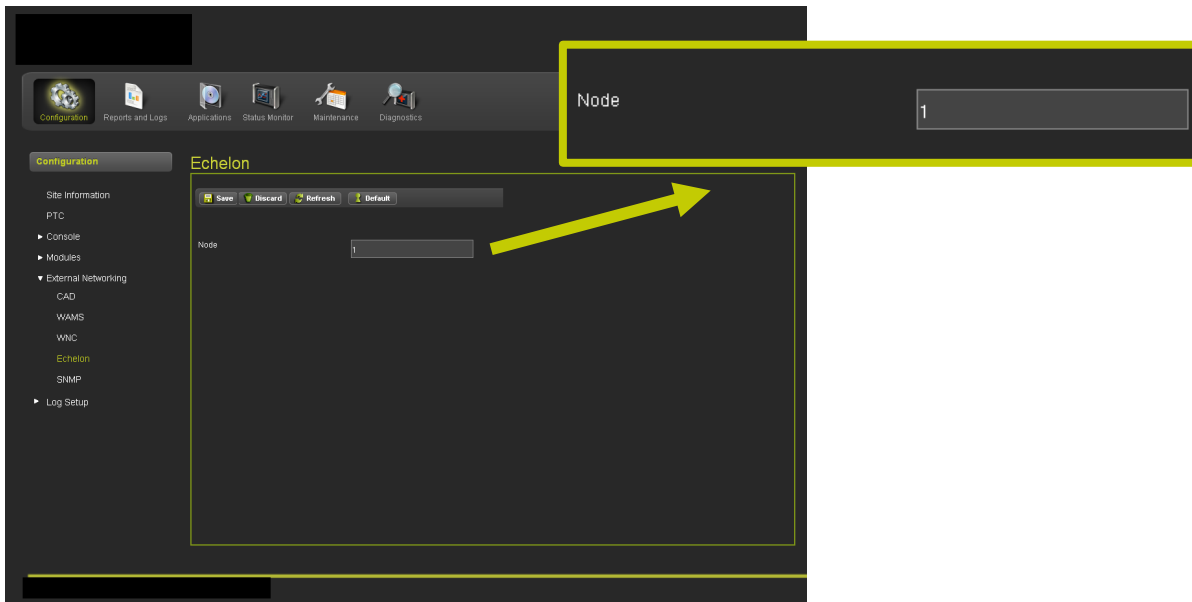 Configuration
Reports and Logs
Applications
Status Monitor
Maintenance
Diagnostics
Configuration
Site Information
PTC
Console
Modules
External Networking
CAD
WAMS
WNC
Echelon
SNMP
Log Setup
Echelon
Save
Discard
Refresh
Default
Node
1
Node
1